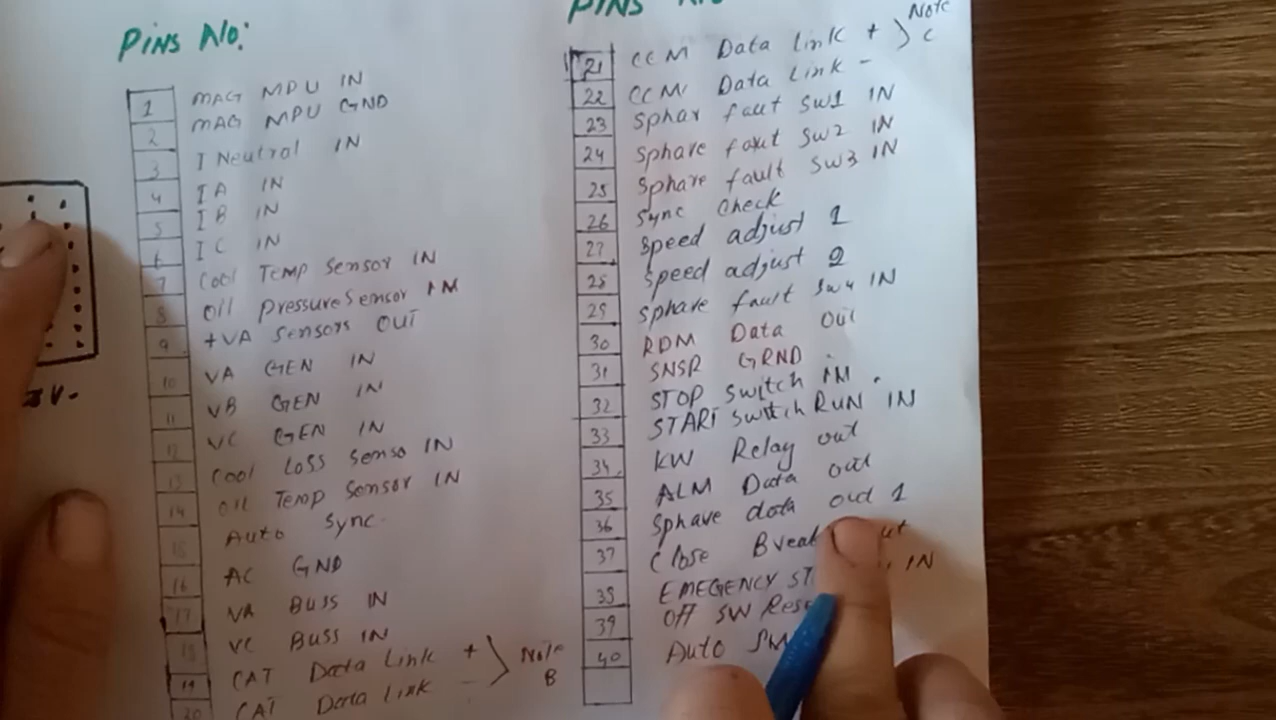 PINS No:
1 MAG MPU IN
2 MAG MPU GND
3 I Neutral IN
4 IA IN
5 IB IN
6 IC IN
7 Cool Temp Sensor IN
8 Oil Pressure Sensor IN
9 +VA Sensors OUT
10 VA GEN IN
11 VB GEN IN
12 VC GEN IN
13 Cool Loss Senso IN
14 Oil Temp Sensor IN
15 Auto Sync.
16 AC GND
17 VA Buss IN
18 VC Buss IN
19 CAT Data Link +
20 CAT Data link -
Note B
PINS
21 CCM Data Link +
22 CCM Data Link -
Note C
23 Sphar faut Sw1 IN
24 Sphare faut Sw2 IN
25 Sphare fault Sw3 IN
26 Sync Check
27 Speed adjust 1
28 Speed adjust 2
29 Sphare fault Sw4 IN
30 RDM Data Out
31 SNSR GRND
32 STOP Switch IN
33 START Switch RUN IN
34 KW Relay out
35 ALM Data out
36 Sphave data out 1
37 Close
38 EMEGENCY IN
39 Off SW
40 Auto